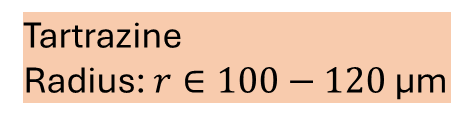 Tartrazine
Radius: r ∈ 100 − 120 μm